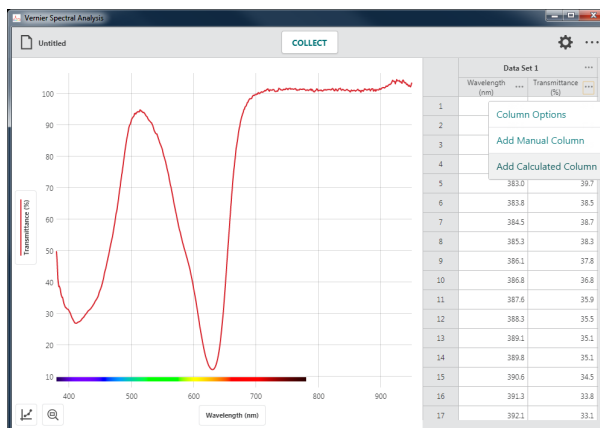 Vernier Spectral Analysis
Untitled
COLLECT
Data Set 1
Wavelength (nm) Transmittance (%)
Column Options
Add Manual Column
Add Calculated Column
1
2
3
4
5 383.0 39.7
6 383.8 38.5
7 384.5 38.7
8 385.3 38.3
9 386.1 37.8
10 386.8 36.8
11 387.6 35.9
12 388.3 35.5
13 389.1 35.1
14 389.8 35.1
15 390.6 34.5
16 391.3 33.8
17 392.1 33.1
Transmittance (%)
100
90
80
70
60
50
40
30
20
10
400 500 600 700 800 900
Wavelength (nm)